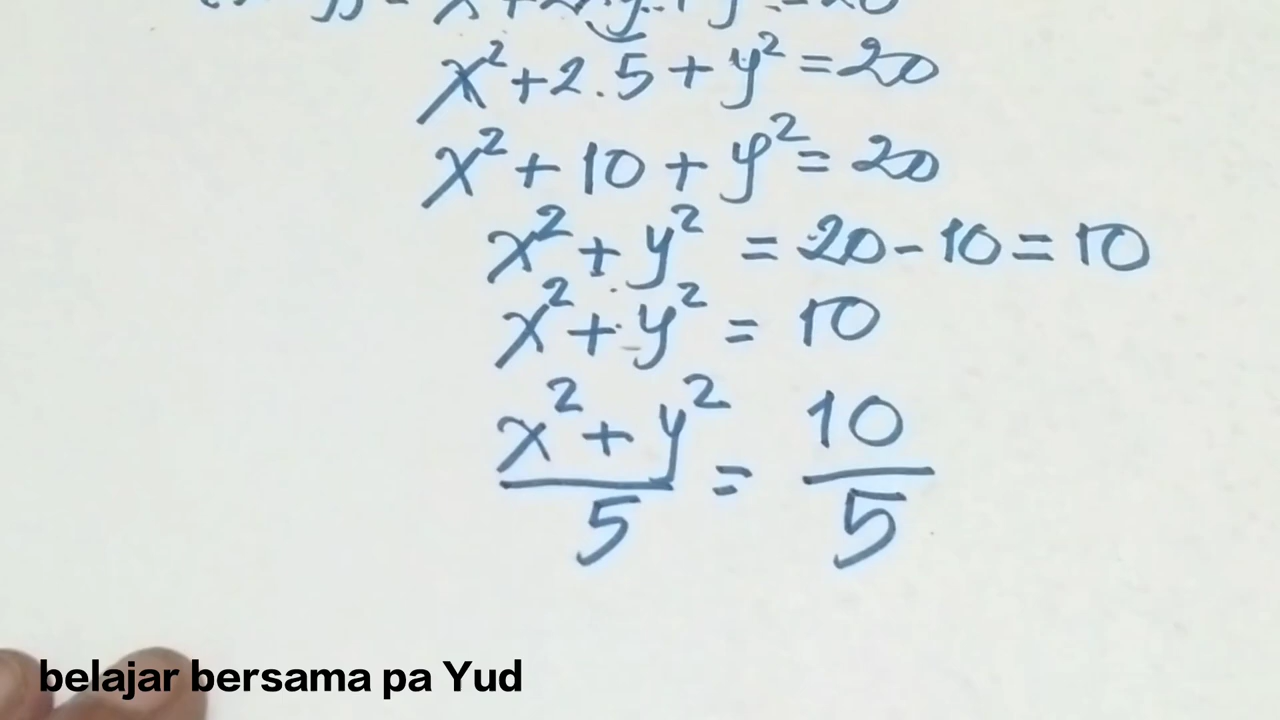 x²+2.5+y²=20
x²+10+y²=20
x²+y² = 20-10=10
x²+y² = 10
x²+y²/5 = 10/5
belajar bersama pa Yud